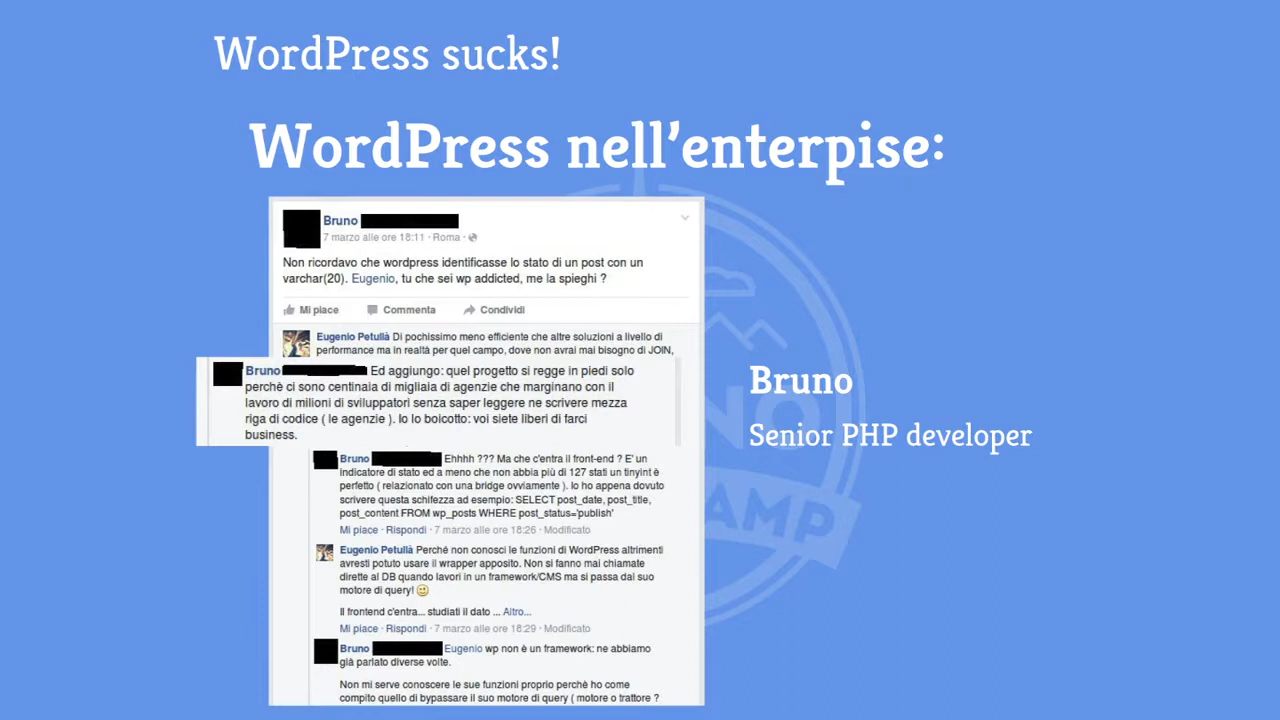 WordPress sucks!
WordPress nell’enterpise:
Bruno
7 marzo alle ore 18:11 · Roma ·
Non ricordavo che wordpress identificasse lo stato di un post con un
varchar(20). Eugenio, tu che sei wp addicted, me la spieghi ?
Mi piace Commenta Condividi
Eugenio Petullà Di pochissimo meno efficiente che altre soluzioni a livello di
performance ma in realtà per quel campo, dove non avrai mai bisogno di JOIN,
Bruno Ed aggiungo: quel progetto si regge in piedi solo
perchè ci sono centinaia di migliaia di agenzie che marginano con il
lavoro di milioni di sviluppatori senza saper leggere ne scrivere mezza
riga di codice ( le agenzie ). Io lo boicotto: voi siete liberi di farci
business.
Bruno Ehhhh ??? Ma che c'entra il front-end ? E' un
indicatore di stato ed a meno che non abbia più di 127 stati un tinyint è
perfetto ( relazionato con una bridge ovviamente ). Io ho appena dovuto
scrivere questa schifezza ad esempio: SELECT post_date, post_title,
post_content FROM wp_posts WHERE post_status='publish'
Mi piace · Rispondi · 7 marzo alle ore 18:26 · Modificato
Eugenio Petullà Perché non conosci le funzioni di WordPress altrimenti
avresti potuto usare il wrapper apposito. Non si fanno mai chiamate
dirette al DB quando lavori in un framework/CMS ma si passa dal suo
motore di query!
Il frontend c'entra... studiati il dato ... Altro...
Mi piace · Rispondi · 7 marzo alle ore 18:29 · Modificato
Bruno Eugenio wp non è un framework: ne abbiamo
già parlato diverse volte.
Non mi serve conoscere le sue funzioni proprio perchè ho come
compito quello di bypassare il suo motore di query ( motore o trattore ?
Bruno
Senior PHP developer
NO
AMP